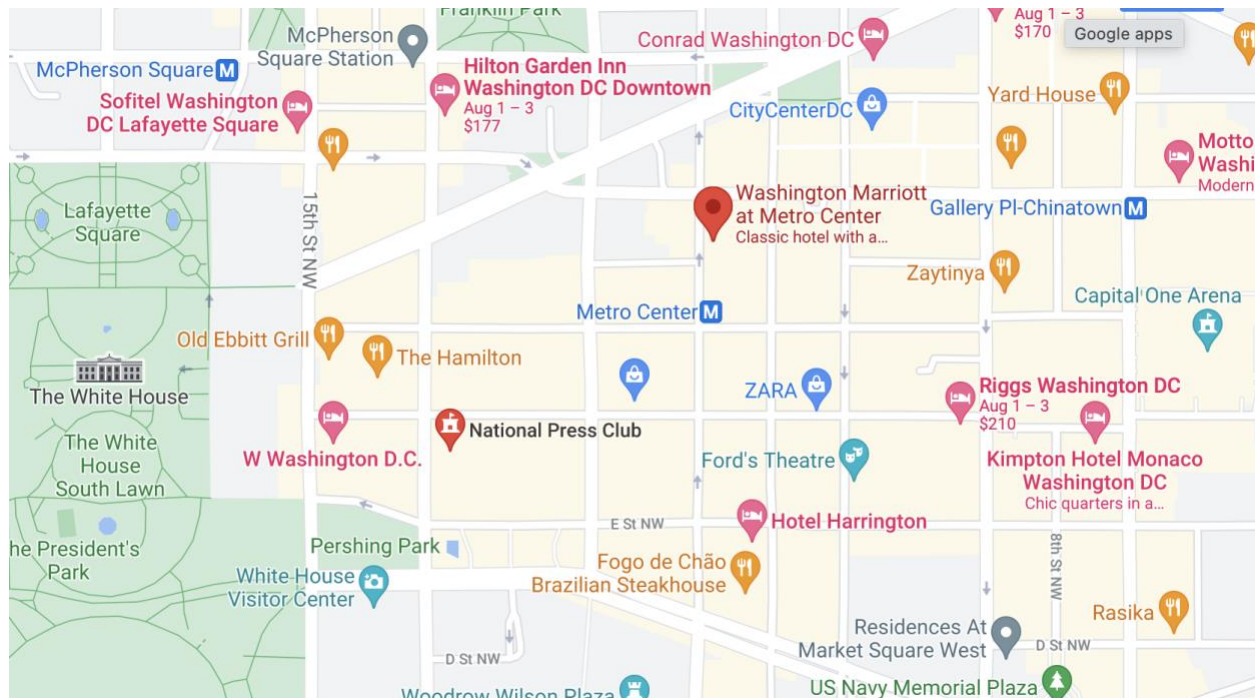 Franklin Park
McPherson
Square Station
McPherson Square M
Hilton Garden Inn
Washington DC Downtown
Aug 1 – 3
$177
Sofitel Washington
DC Lafayette Square
Conrad Washington DC
Aug 1 – 3
$170
Google apps
CityCenterDC
Yard House
Motto
Washi
Modern
Lafayette
Square
15th St NW
Washington Marriott
at Metro Center
Classic hotel with a...
Gallery Pl-Chinatown M
Zaytinya
Capital One Arena
Metro Center M
Old Ebbitt Grill
The Hamilton
The White House
ZARA
Riggs Washington DC
Aug 1 – 3
$210
National Press Club
The White
House
South Lawn
W Washington D.C.
Ford's Theatre
Kimpton Hotel Monaco
Washington DC
Chic quarters in a...
E St NW
Hotel Harrington
he President's
Park
Pershing Park
White House
Visitor Center
Fogo de Chão
Brazilian Steakhouse
8th St NW
Rasika
Residences At
Market Square West
D St NW
D St NW
Woodrow Wilson Plaza
US Navy Memorial Plaza